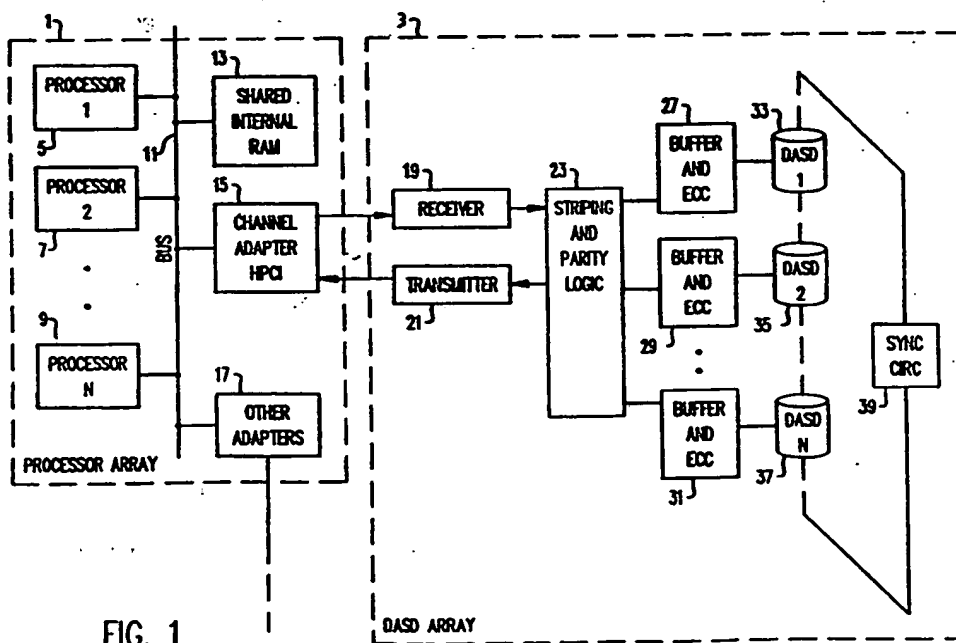 1
PROCESSOR
1
5
PROCESSOR
2
7
9
PROCESSOR
N
PROCESSOR ARRAY
11
BUS
13
SHARED
INTERNAL
RAM
15
CHANNEL
ADAPTER
HPCI
17
OTHER
ADAPTERS
3
19
RECEIVER
TRANSMITTER
21
23
STRIPING
AND
PARITY
LOGIC
27
BUFFER
AND
ECC
BUFFER
AND
ECC
29
BUFFER
AND
ECC
31
33
DASD
1
DASD
2
35
DASD
N
37
SYNC
CIRC
39
DASD ARRAY
FIG. 1